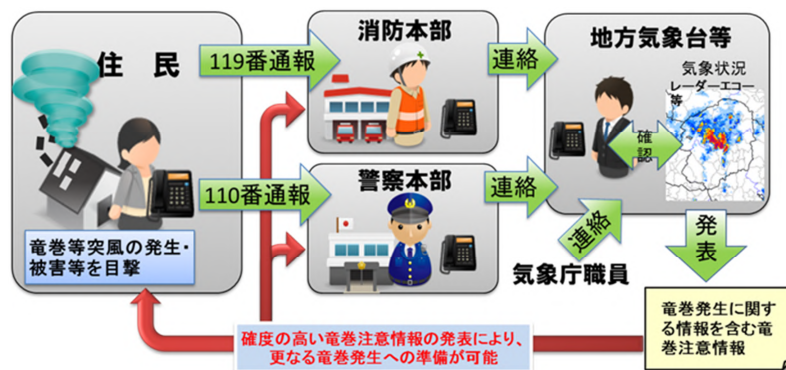 住　民
119番通報
消防本部
連絡
地方気象台等
気象状況
レーダーエコー
等
確認
110番通報
警察本部
連絡
連絡
気象庁職員
発表
竜巻等突風の発生・
被害等を目撃
竜巻発生に関す
る情報を含む竜
巻注意情報
確度の高い竜巻注意情報の発表により、
更なる竜巻発生への準備が可能